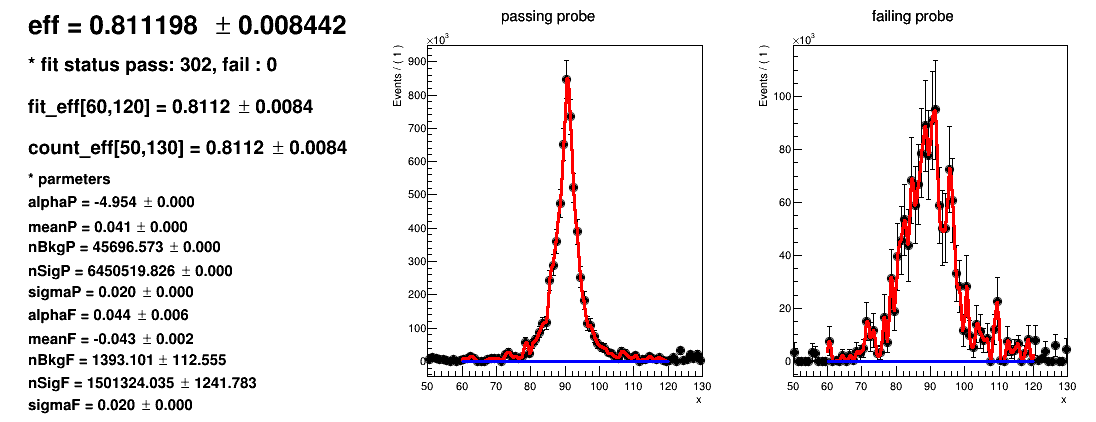 eff = 0.811198 ± 0.008442
* fit status pass: 302, fail : 0
fit_eff[60,120] = 0.8112 ± 0.0084
count_eff[50,130] = 0.8112 ± 0.0084
* parmeters
alphaP = -4.954 ± 0.000
meanP = 0.041 ± 0.000
nBkgP = 45696.573 ± 0.000
nSigP = 6450519.826 ± 0.000
sigmaP = 0.020 ± 0.000
alphaF = 0.044 ± 0.006
meanF = -0.043 ± 0.002
nBkgF = 1393.101 ± 112.555
nSigF = 1501324.035 ± 1241.783
sigmaF = 0.020 ± 0.000
passing probe
×10³
Events / ( 1 )
900
800
700
600
500
400
300
200
100
0
50 60 70 80 90 100 110 120 130
x
failing probe
×10³
Events / ( 1 )
100
80
60
40
20
0
50 60 70 80 90 100 110 120 130
x